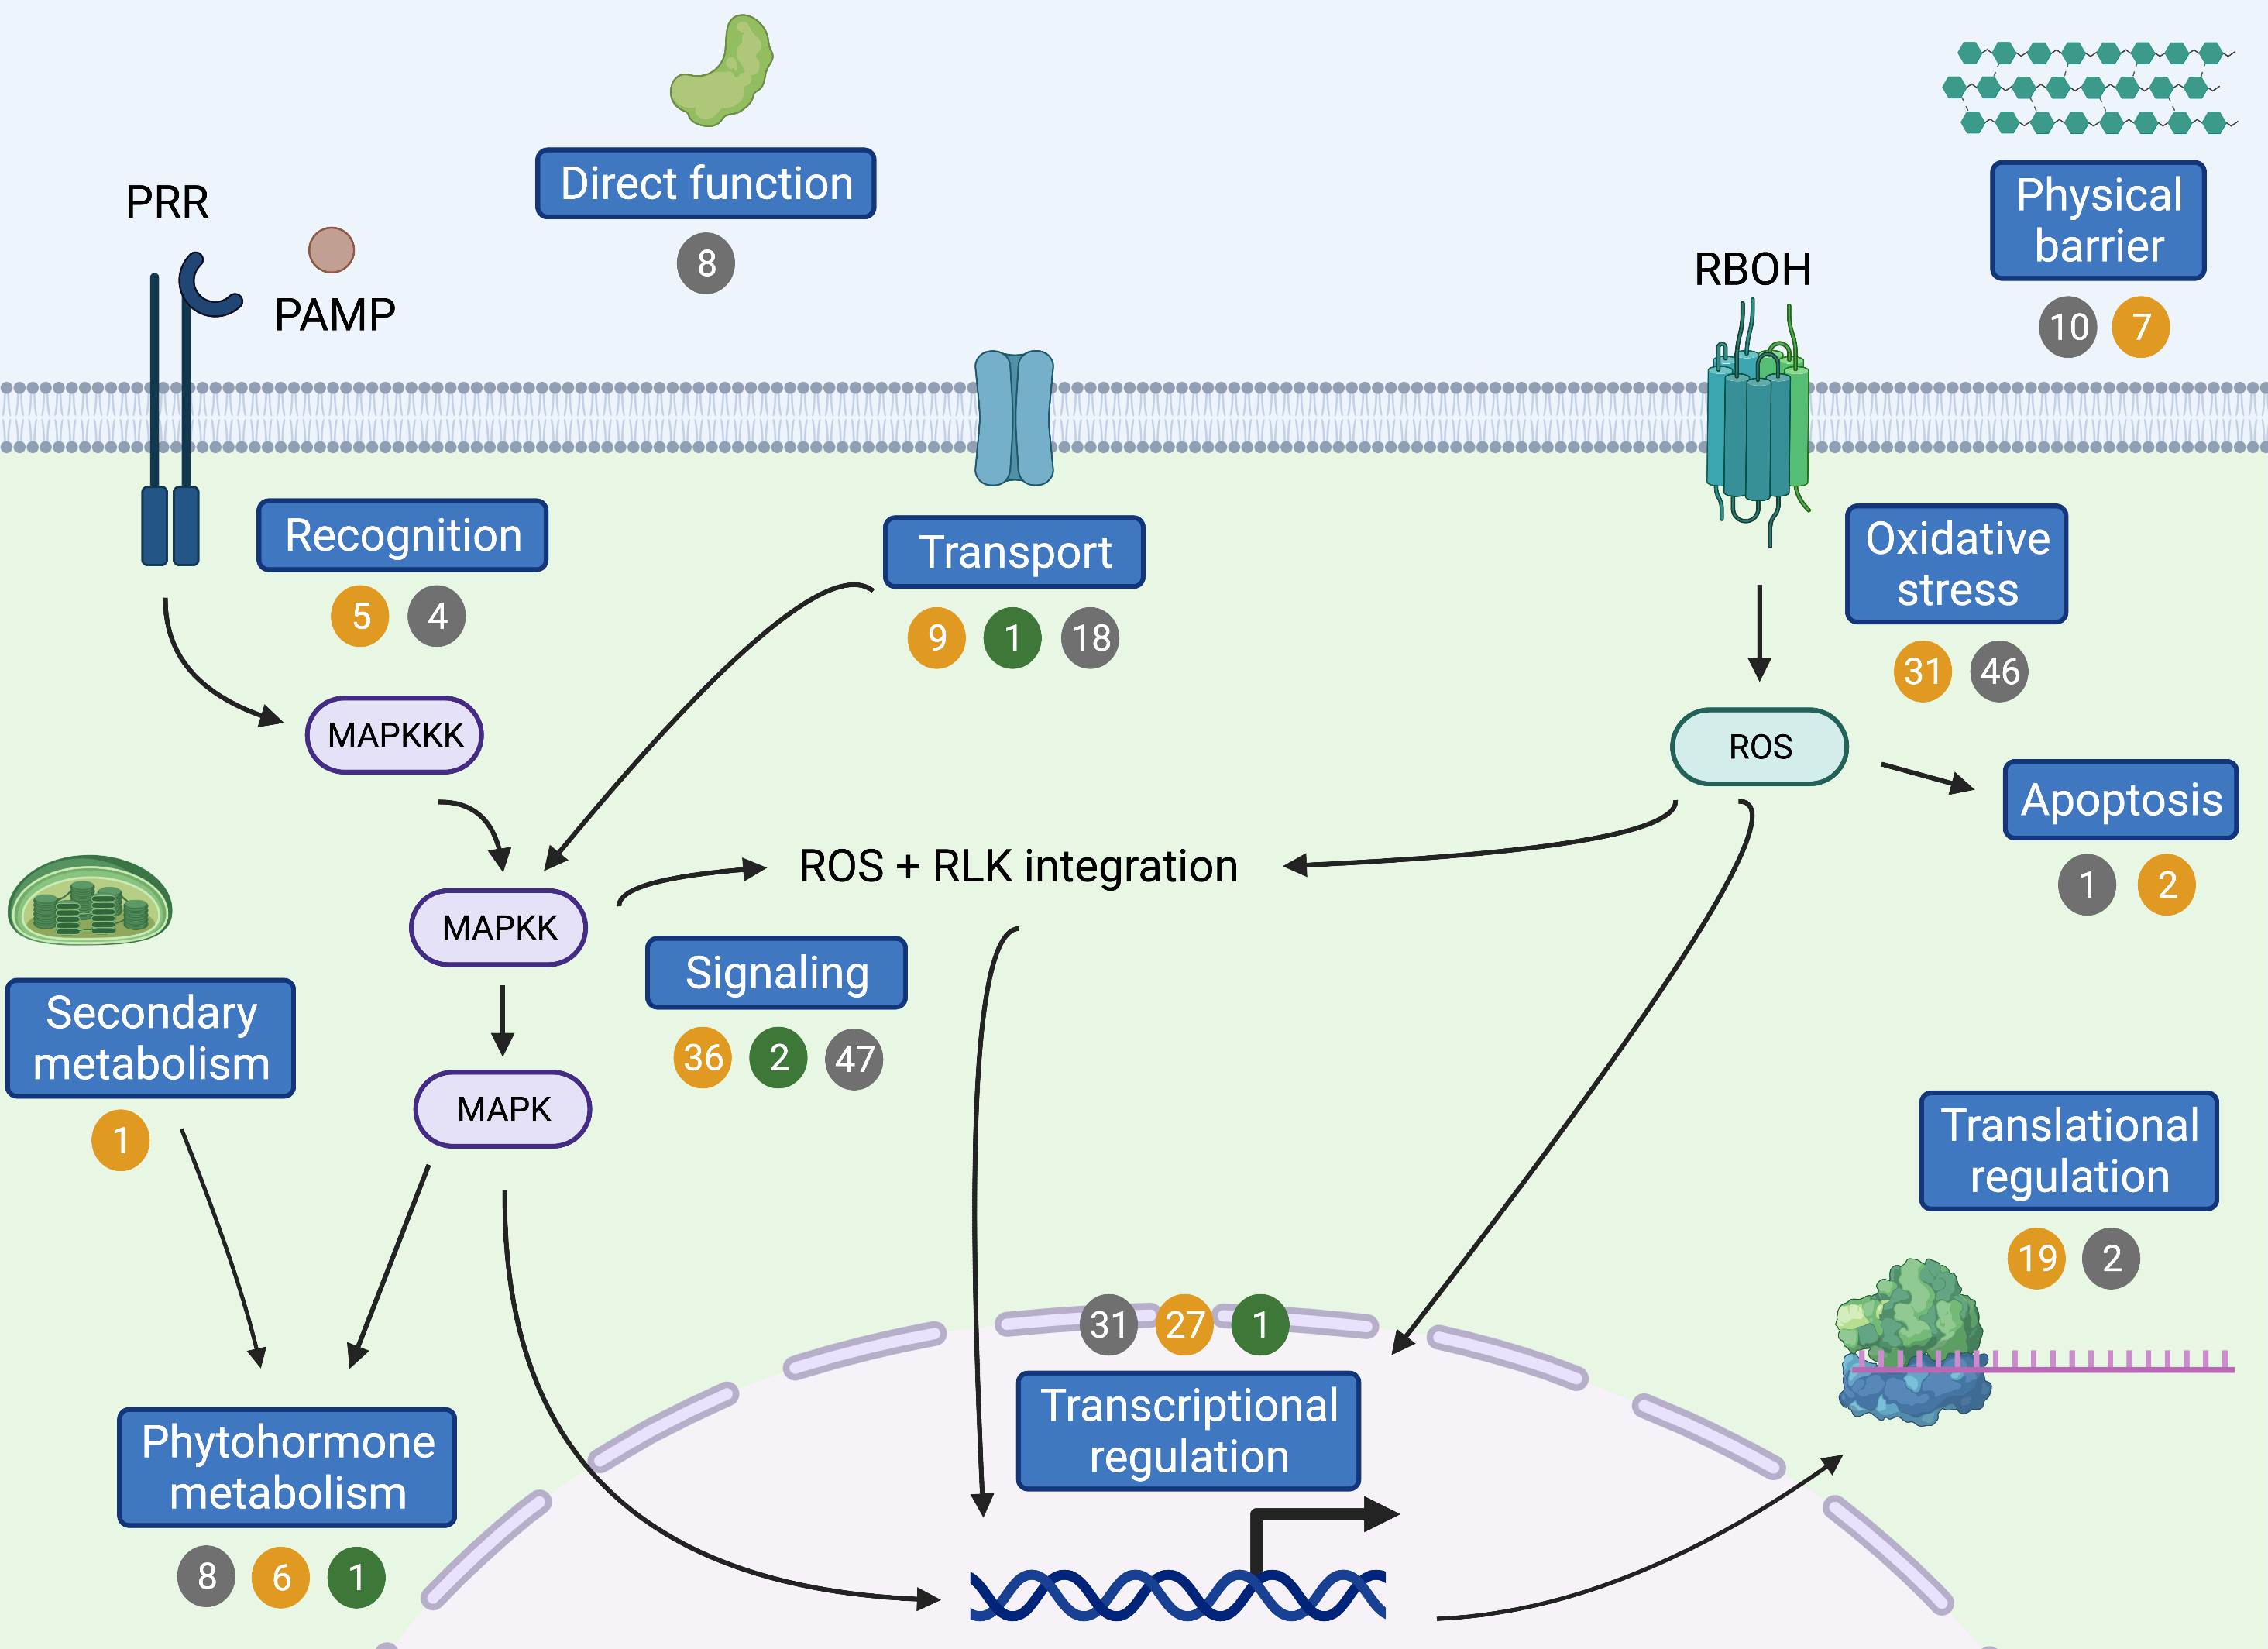 Direct function
8
Physical
barrier
10 7
PRR
PAMP
RBOH
Recognition
5 4
Transport
9 1 18
Oxidative
stress
31 46
MAPKKK
ROS
Apoptosis
1 2
ROS + RLK integration
MAPKK
Signaling
36 2 47
Secondary
metabolism
1
MAPK
Translational
regulation
19 2
31 27 1
Transcriptional
regulation
Phytohormone
metabolism
8 6 1